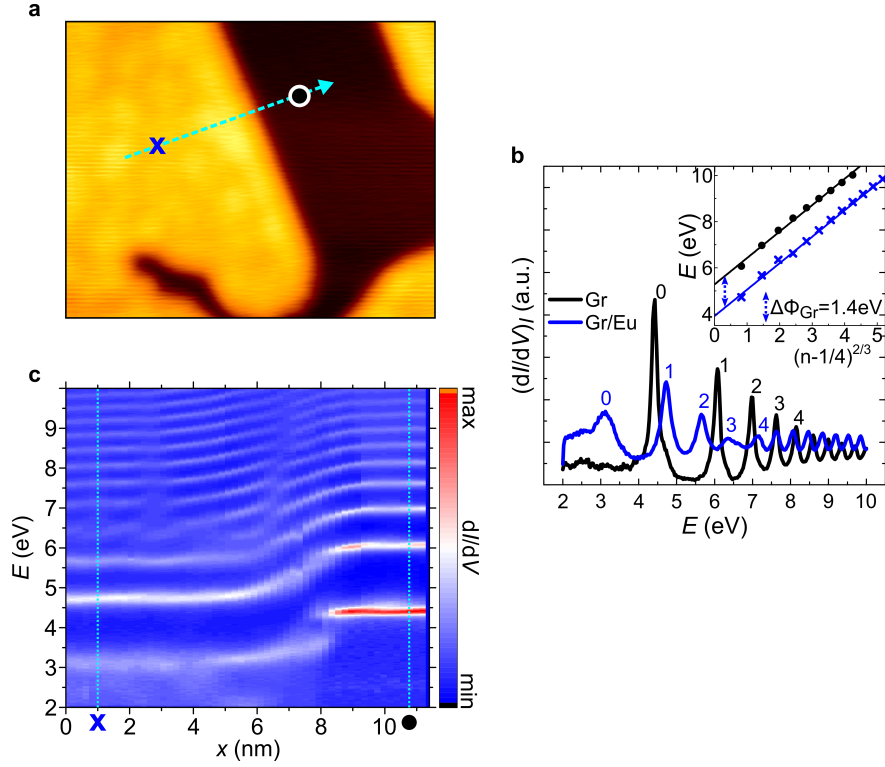 a
X
b
10
8
6
4
E (eV)
ΔΦGr=1.4eV
0 1 2 3 4 5
(n-1/4)^2/3
Gr
Gr/Eu
(dI/dV)I (a.u.)
0
1
2
3
4
0
1
2
3
4
2 3 4 5 6 7 8 9 10
E (eV)
c
9
8
7
6
5
4
3
2
E (eV)
0 2 4 6 8 10
X
x (nm)
max
dI/dV
min